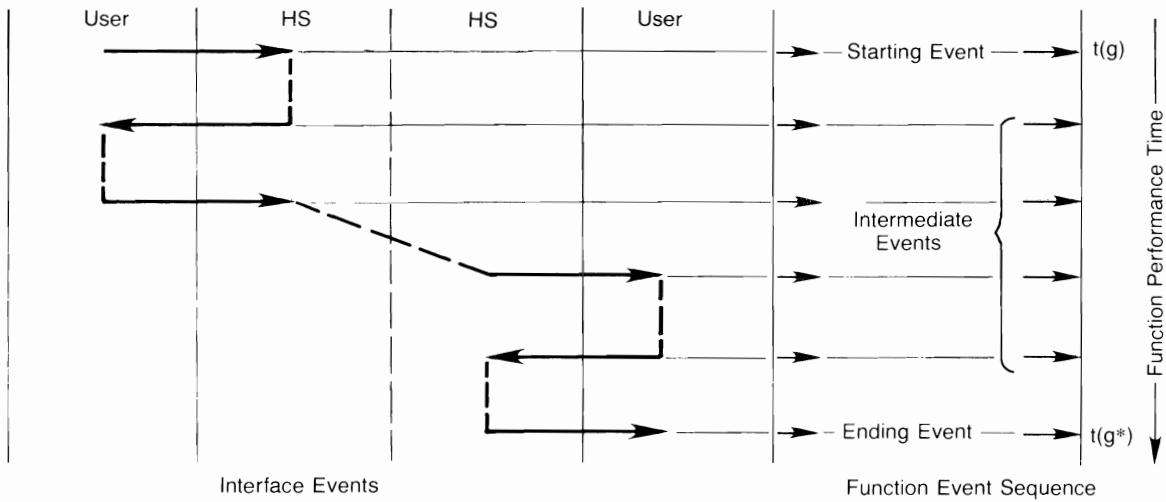 User HS HS User
Starting Event t(g)
Intermediate
Events
Function Performance Time
Ending Event t(g*)
Interface Events Function Event Sequence